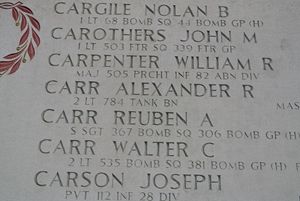 CARGILE NOLAN B
1 LT 68 BOMB SQ 44 BOMB GP (H)
CAROTHERS JOHN M
1 LT 503 FTR SQ 339 FTR GP
CARPENTER WILLIAM R
MAJ 505 PRCHT INF 82 ABN DIV
CARR ALEXANDER R
2 LT 784 TANK BN
MAS
CARR REUBEN A
S SGT 367 BOMB SQ 306 BOMB GP (H)
CARR WALTER C
2 LT 535 BOMB SQ 381 BOMB GP (H)
CARSON JOSEPH
PVT 112 INF 28 DIV